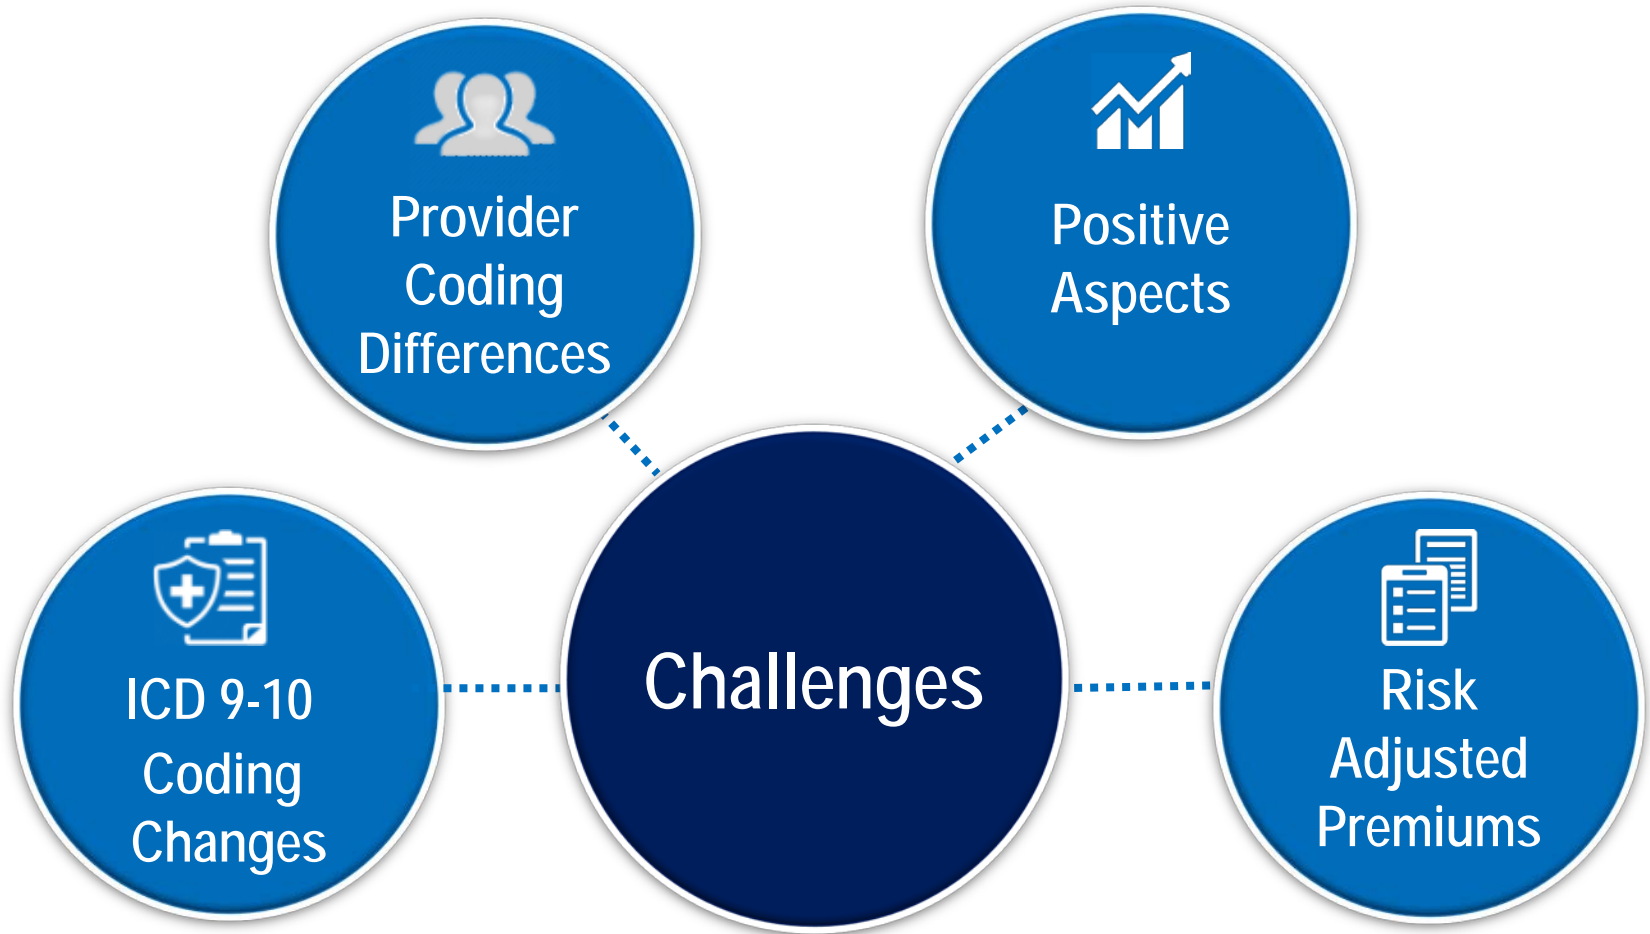 Provider
Coding
Differences
Positive
Aspects
ICD 9-10
Coding
Changes
Challenges
Risk
Adjusted
Premiums